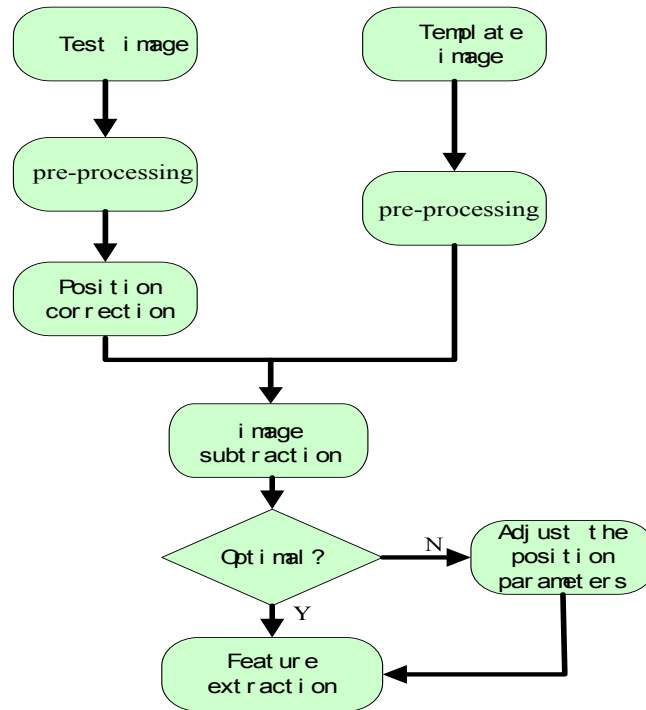 Test image
Template
image
pre-processing
pre-processing
Position
correction
image
subtraction
Optimal?
N
Adjust the
position
parameters
Y
Feature
extraction